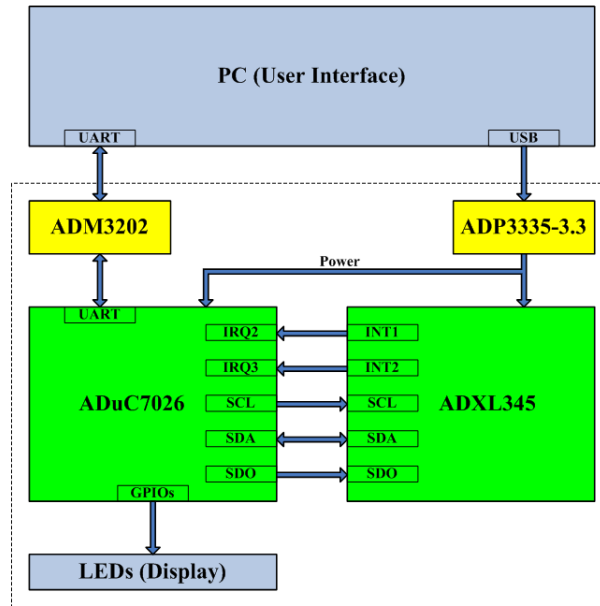 PC (User Interface)
UART
USB
ADM3202
ADP3335-3.3
Power
UART
IRQ2
INT1
IRQ3
INT2
ADuC7026
SCL
SCL
ADXL345
SDA
SDA
SDO
SDO
GPIOs
LEDs (Display)